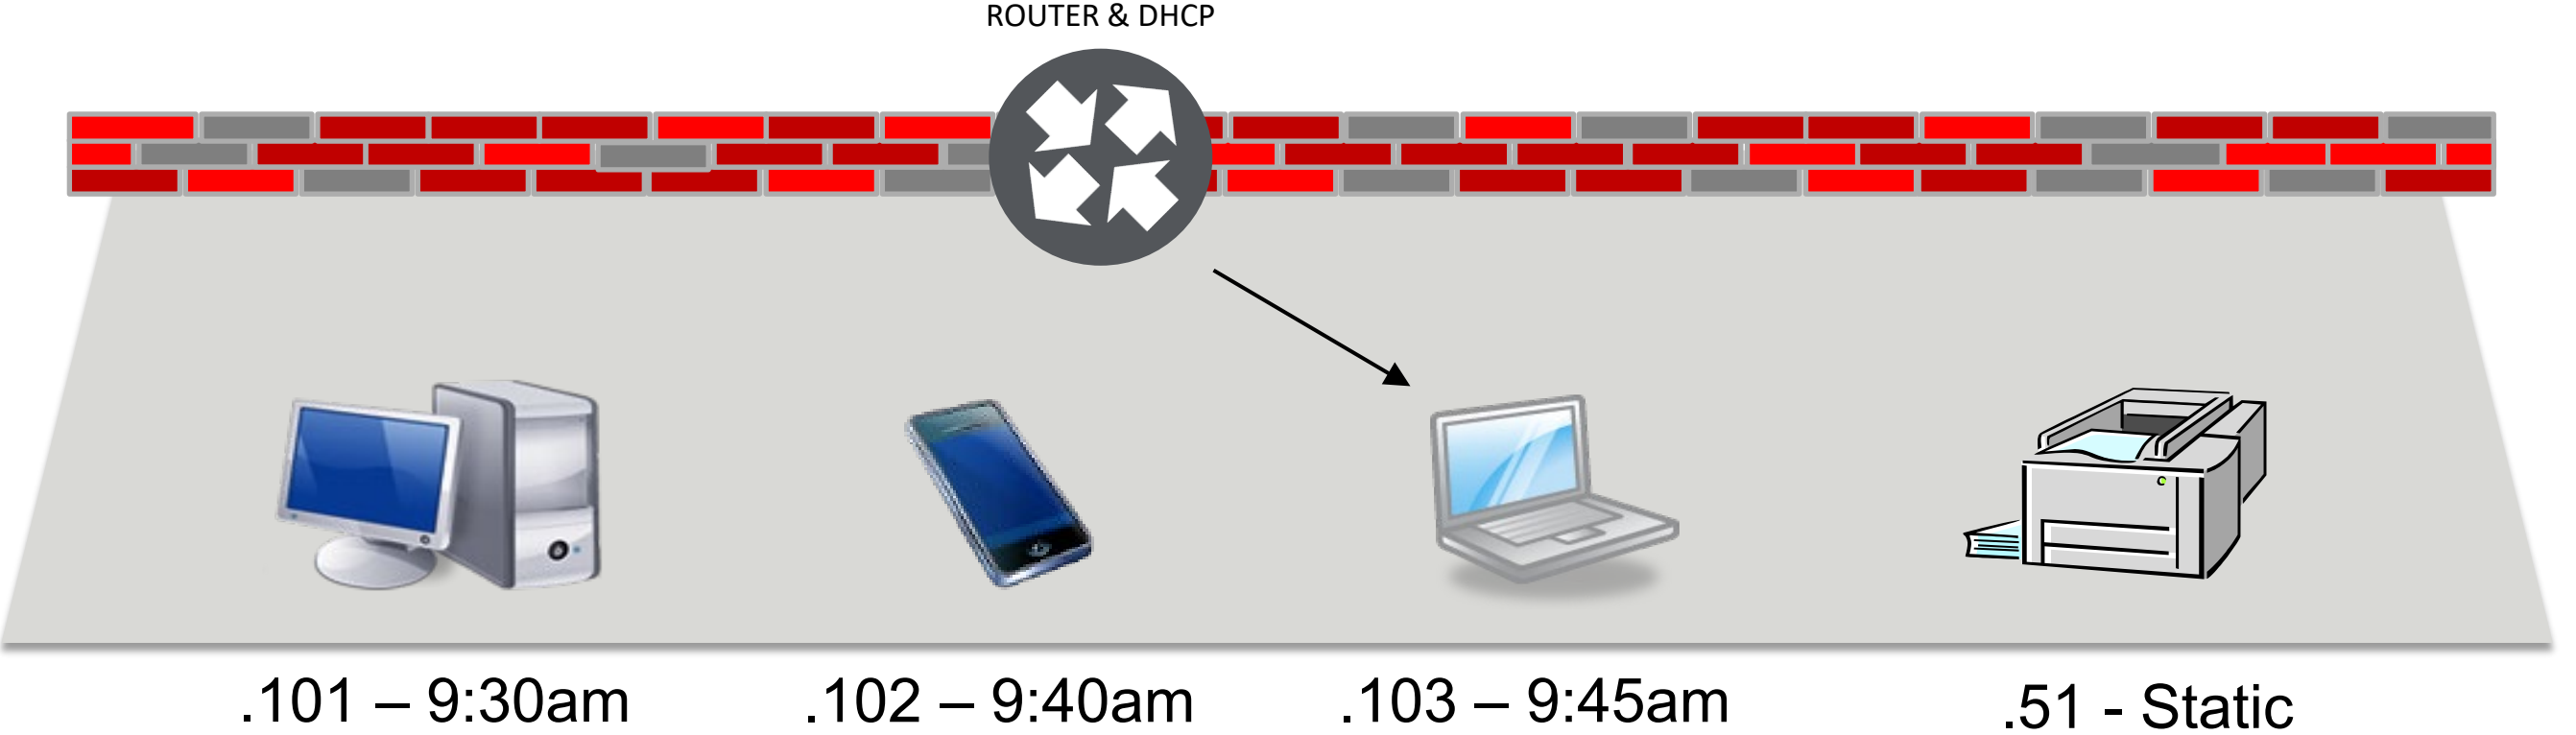 ROUTER & DHCP
.101 – 9:30am
.102 – 9:40am
.103 – 9:45am
.51 - Static